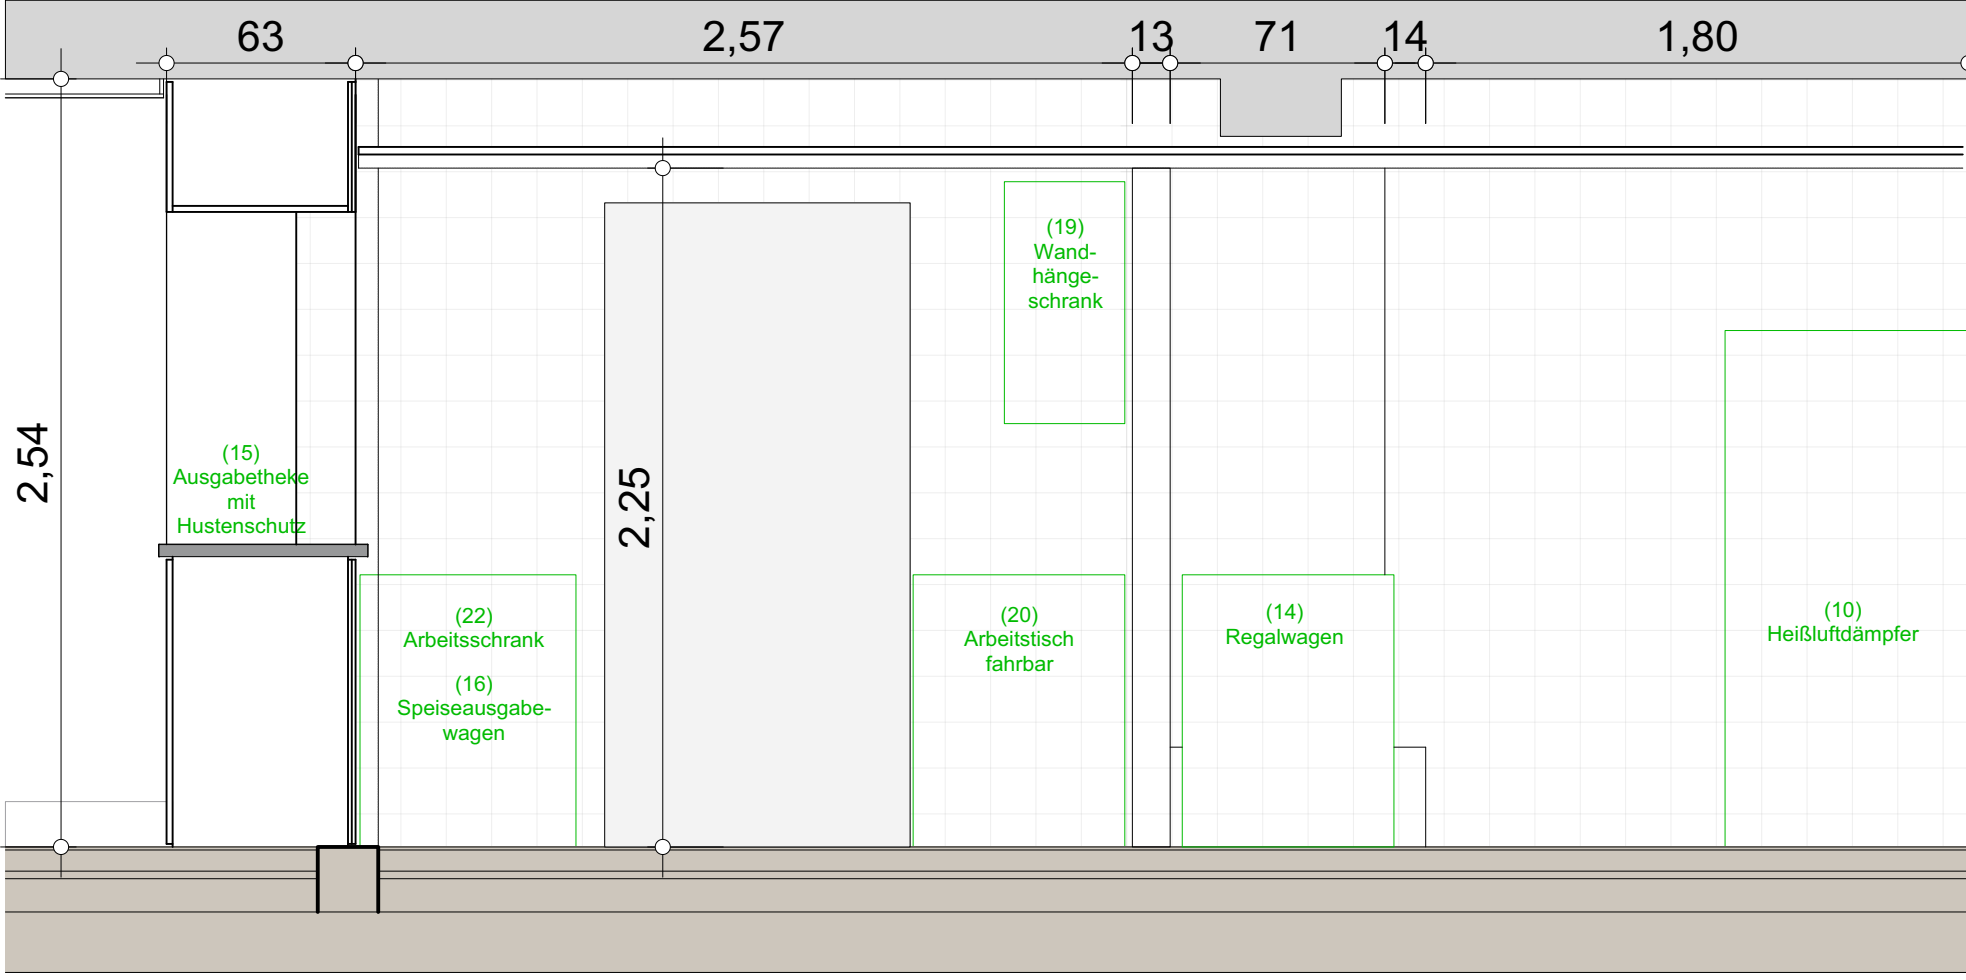 63
2,57
13
71
14
1,80
2,54
2,25
(15)
Ausgabetheke
mit
Hustenschutz
(22)
Arbeitsschrank
(16)
Speiseausgabe-
wagen
(19)
Wand-
hänge-
schrank
(20)
Arbeitstisch
fahrbar
(14)
Regalwagen
(10)
Heißluftdämpfer